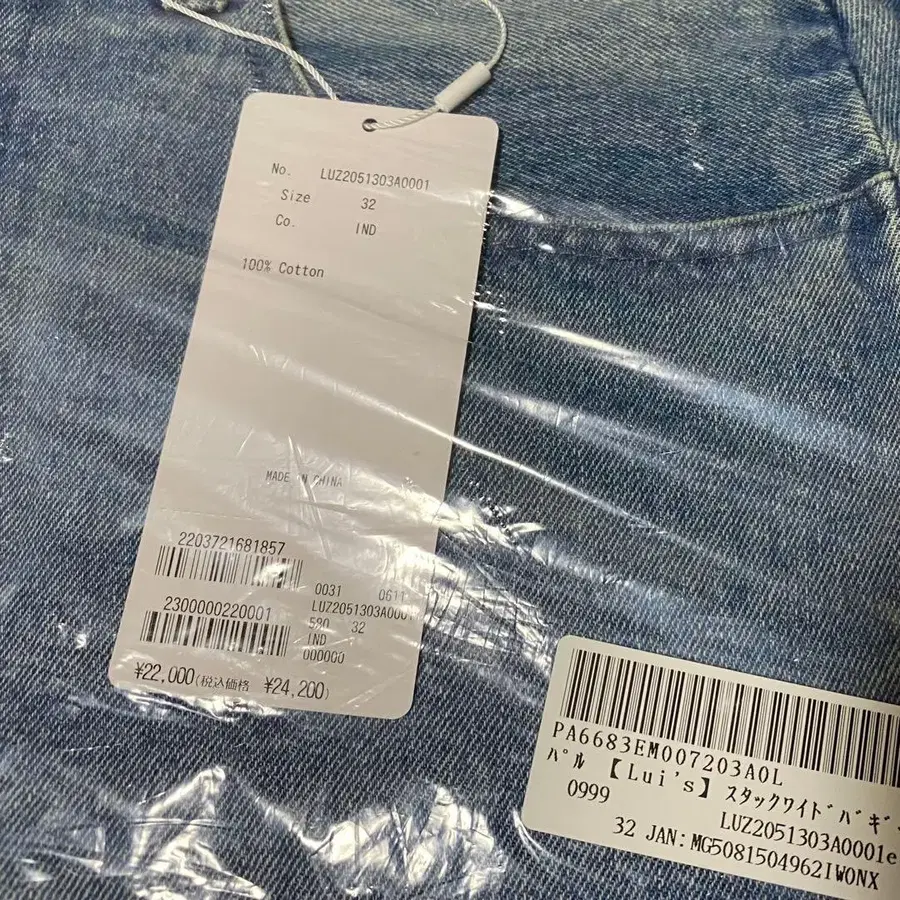 No. LUZ2051303A0001
Size 32
Co. IND
100% Cotton
MADE IN CHINA
2203721681857
0031 0611
2300000220001
LUZ2051303A0001
580 32
IND
000000
¥22,000(税込価格 ¥24,200)
PA6683EM007203A0L
ﾊﾟﾙ 【Lui's】 ｽﾀｯｸﾜｲﾄﾞﾊﾞｷﾞ
0999
LUZ2051303A0001e
32 JAN:MG5081504962IWONX